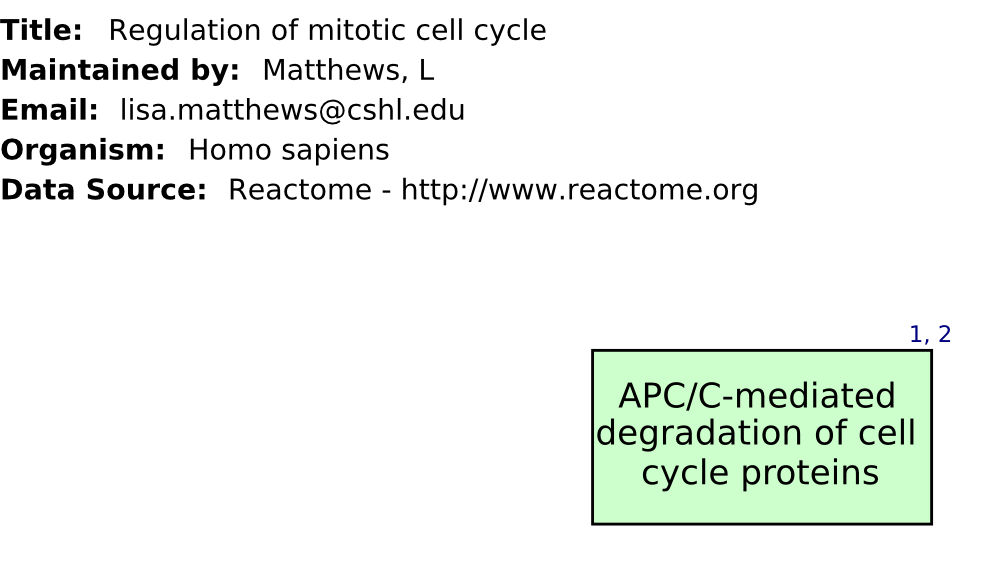 Title: Regulation of mitotic cell cycle
Maintained by: Matthews, L
Email: lisa.matthews@cshl.edu
Organism: Homo sapiens
Data Source: Reactome - http://www.reactome.org
1, 2
APC/C-mediated
degradation of cell
cycle proteins